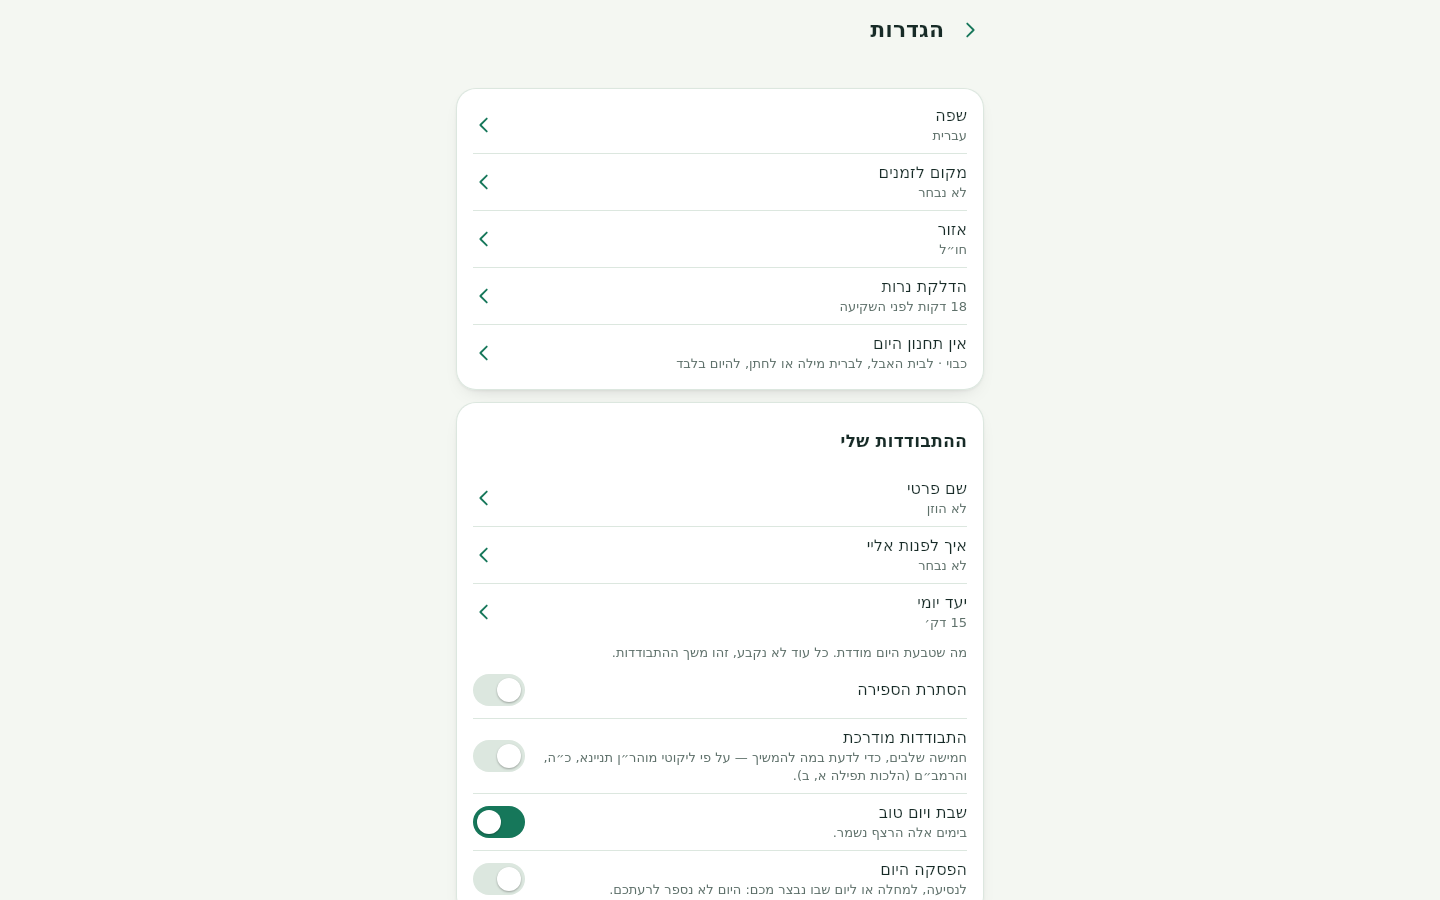 הגדרות
שפה
עברית
מקום לזמנים
לא נבחר
אזור
חו״ל
הדלקת נרות
18 דקות לפני השקיעה
אין תחנון היום
כבוי · לבית האבל, לברית מילה או לחתן, להיום בלבד
ההתבודדות שלי
שם פרטי
לא הוזן
איך לפנות אליי
לא נבחר
יעד יומי
15 דק׳
מה שטבעת היום מודדת. כל עוד לא נקבע, זהו משך ההתבודדות.
הסתרת הספירה
התבודדות מודרכת
חמישה שלבים, כדי לדעת במה להמשיך — על פי ליקוטי מוהר״ן תניינא, כ״ה,
והרמב״ם (הלכות תפילה א, ב).
שבת ויום טוב
בימים אלה הרצף נשמר.
הפסקה היום
לנסיעה, למחלה או ליום שבו נבצר מכם: היום לא נספר לרעתכם.